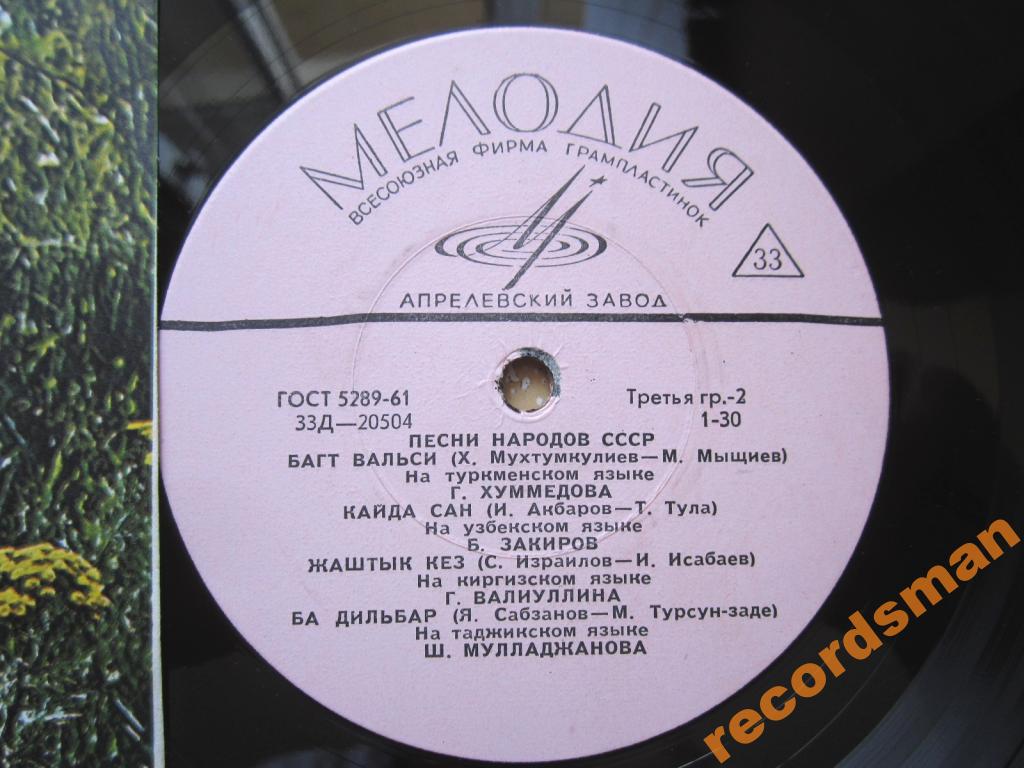 МЕЛОДИЯ
ВСЕСОЮЗНАЯ ФИРМА ГРАМПЛАСТИНОК
33
АПРЕЛЕВСКИЙ ЗАВОД
ГОСТ 5289-61 Третья гр.-2
33Д—20504 1-30
ПЕСНИ НАРОДОВ СССР
БАГТ ВАЛЬСИ (Х. Мухтумкулиев—М. Мыщиев)
На туркменском языке
Г. ХУММЕДОВА
КАЙДА САН (И. Акбаров—Т. Тула)
На узбекском языке
Б. ЗАКИРОВ
ЖАШТЫК КЕЗ (С. Израилов—И. Исабаев)
На киргизском языке
Г. ВАЛИУЛЛИНА
БА ДИЛЬБАР (Я. Сабзанов—М. Турсун-заде)
На таджикском языке
Ш. МУЛЛАДЖАНОВА
recordsman